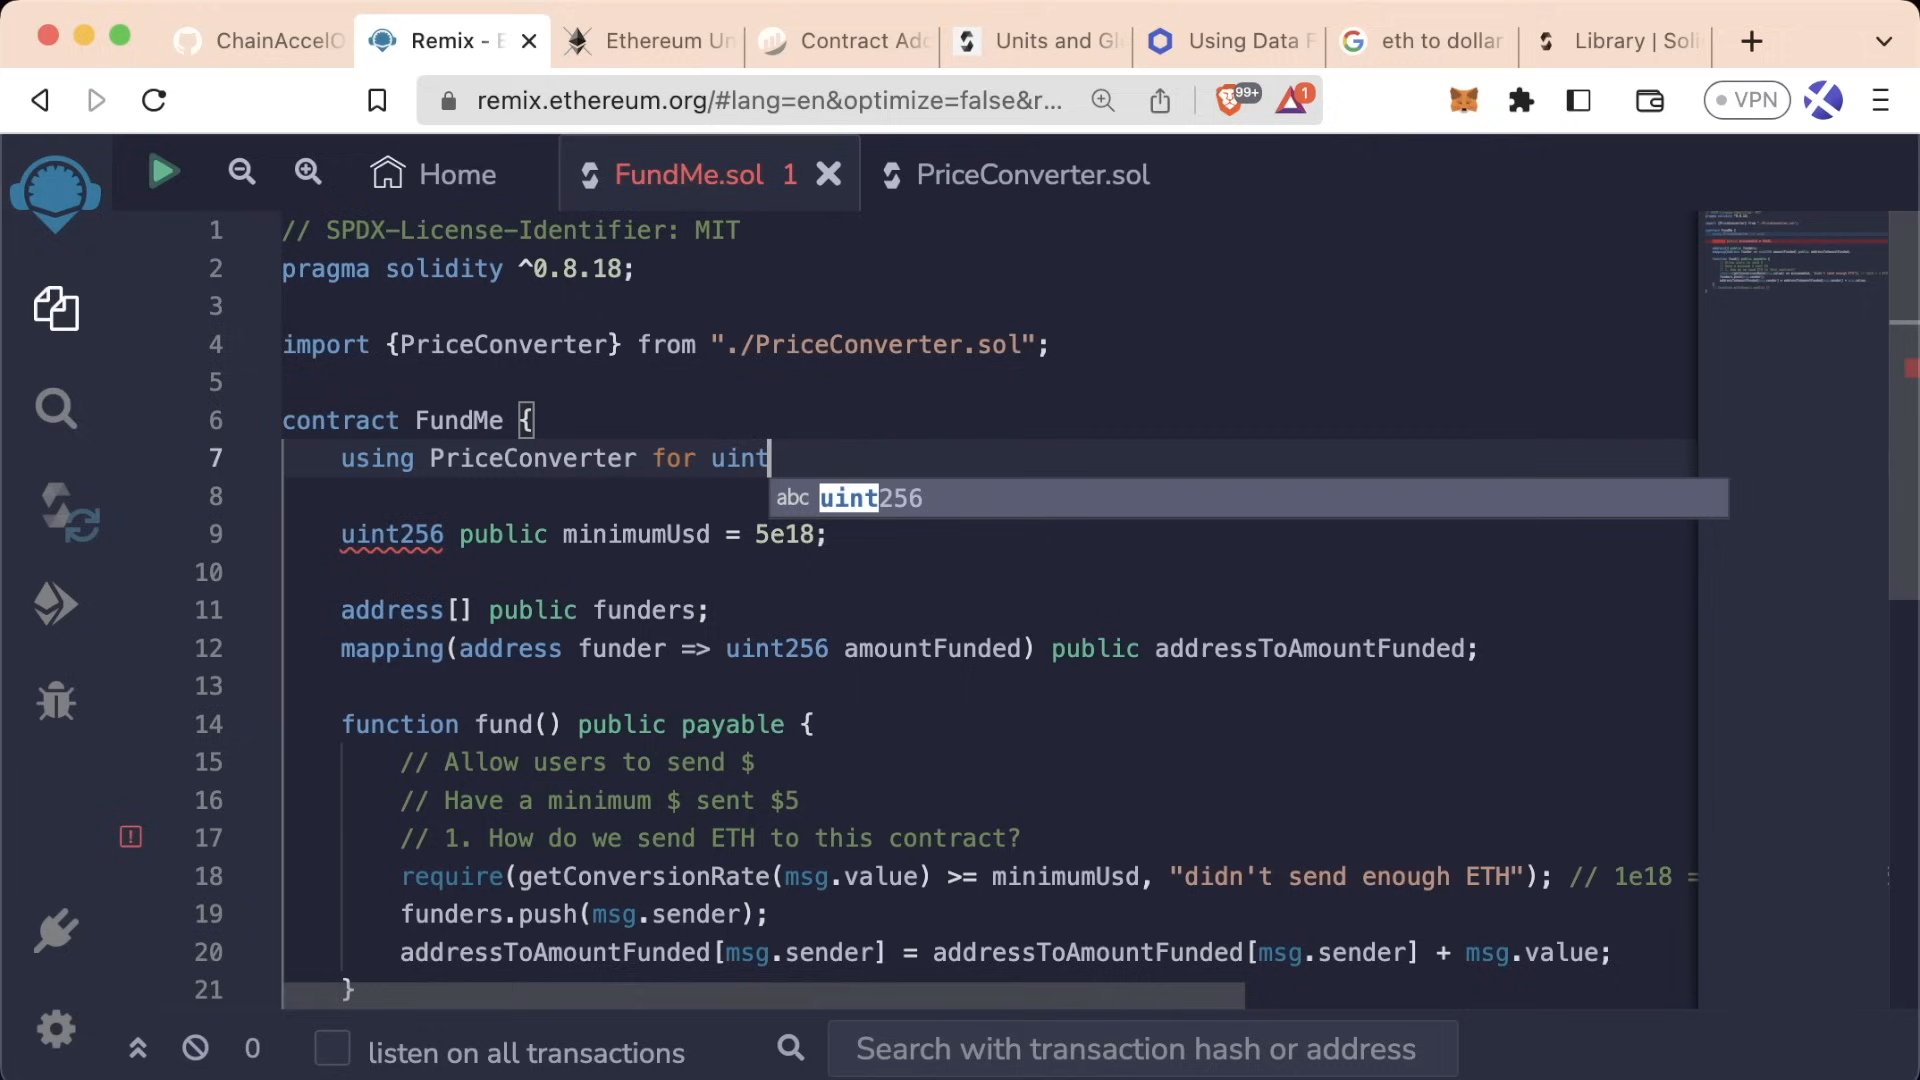 ChainAccelO
Remix - E
Ethereum Un
Contract Add
Units and Gl
Using Data F
eth to dollar
Library | Soli
remix.ethereum.org/#lang=en&optimize=false&r...
99+
1
VPN
Home
FundMe.sol 1
PriceConverter.sol
1 // SPDX-License-Identifier: MIT
2 pragma solidity ^0.8.18;
3
4 import {PriceConverter} from "./PriceConverter.sol";
5
6 contract FundMe {
7 using PriceConverter for uint
abc uint256
8
9 uint256 public minimumUsd = 5e18;
10
11 address[] public funders;
12 mapping(address funder => uint256 amountFunded) public addressToAmountFunded;
13
14 function fund() public payable {
15 // Allow users to send $
16 // Have a minimum $ sent $5
17 // 1. How do we send ETH to this contract?
18 require(getConversionRate(msg.value) >= minimumUsd, "didn't send enough ETH"); // 1e18 =
19 funders.push(msg.sender);
20 addressToAmountFunded[msg.sender] = addressToAmountFunded[msg.sender] + msg.value;
21 }
0
listen on all transactions
Search with transaction hash or address